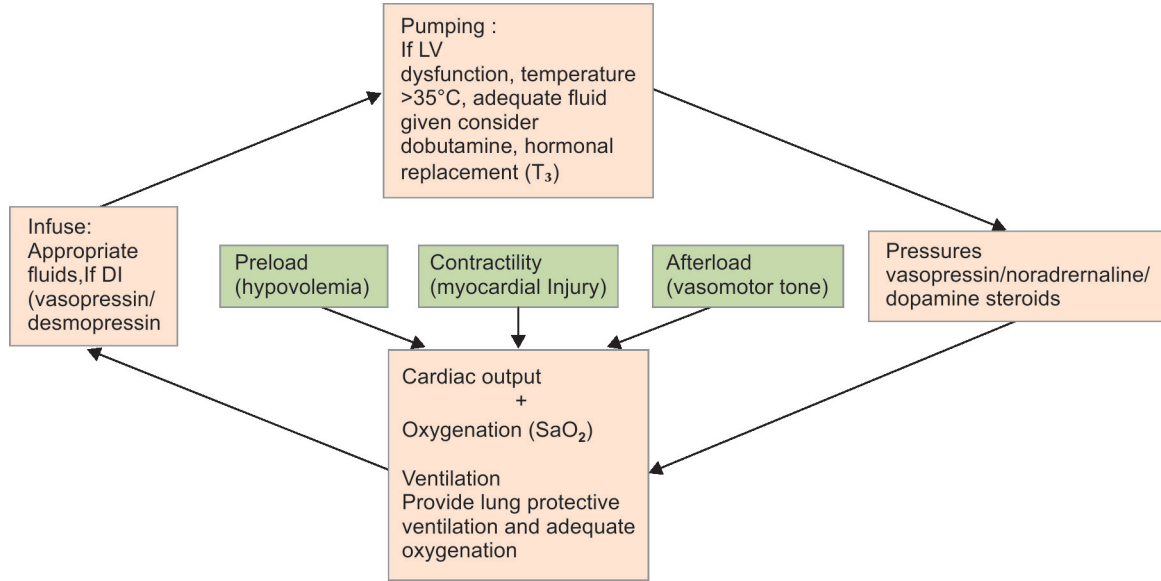 Pumping :
If LV
dysfunction, temperature
>35°C, adequate fluid
given consider
dobutamine, hormonal
replacement (T₃)
Infuse:
Appropriate
fluids,If DI
(vasopressin/
desmopressin
Preload
(hypovolemia)
Contractility
(myocardial Injury)
Afterload
(vasomotor tone)
Pressures
vasopressin/noradrernaline/
dopamine steroids
Cardiac output
+
Oxygenation (SaO₂)
Ventilation
Provide lung protective
ventilation and adequate
oxygenation